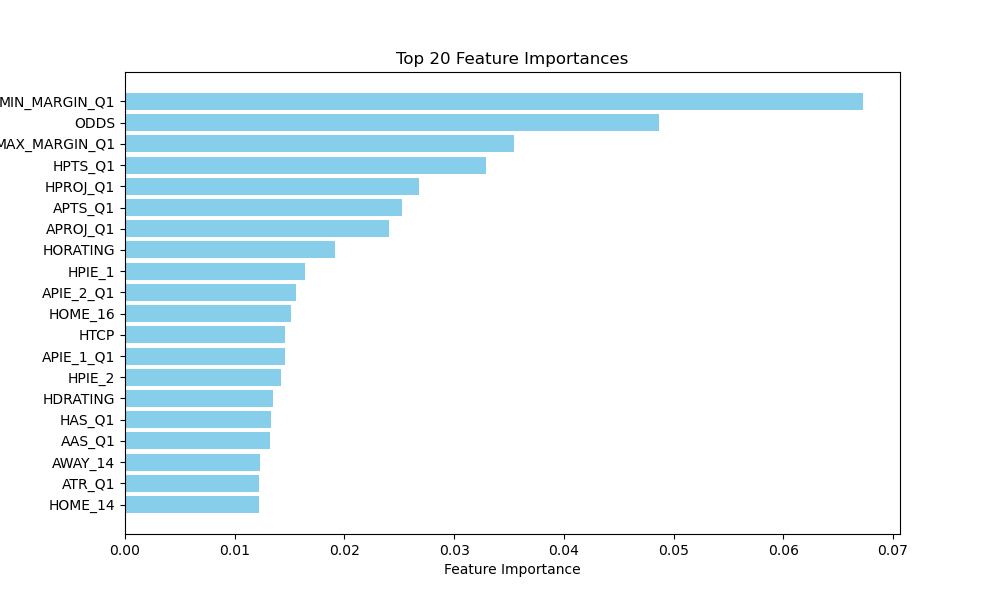 Top 20 Feature Importances
MIN_MARGIN_Q1
ODDS
MAX_MARGIN_Q1
HPTS_Q1
HPROJ_Q1
APTS_Q1
APROJ_Q1
HORATING
HPIE_1
APIE_2_Q1
HOME_16
HTCP
APIE_1_Q1
HPIE_2
HDRATING
HAS_Q1
AAS_Q1
AWAY_14
ATR_Q1
HOME_14
0.00 0.01 0.02 0.03 0.04 0.05 0.06 0.07
Feature Importance